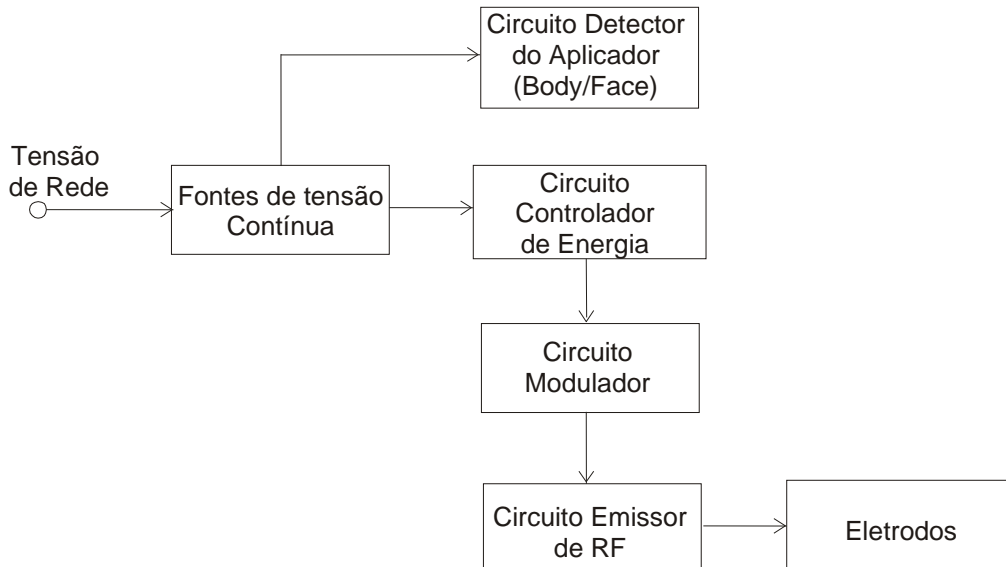 Circuito Detector
do Aplicador
(Body/Face)
Tensão
de Rede
Fontes de tensão
Contínua
Circuito
Controlador
de Energia
Circuito
Modulador
Circuito Emissor
de RF
Eletrodos